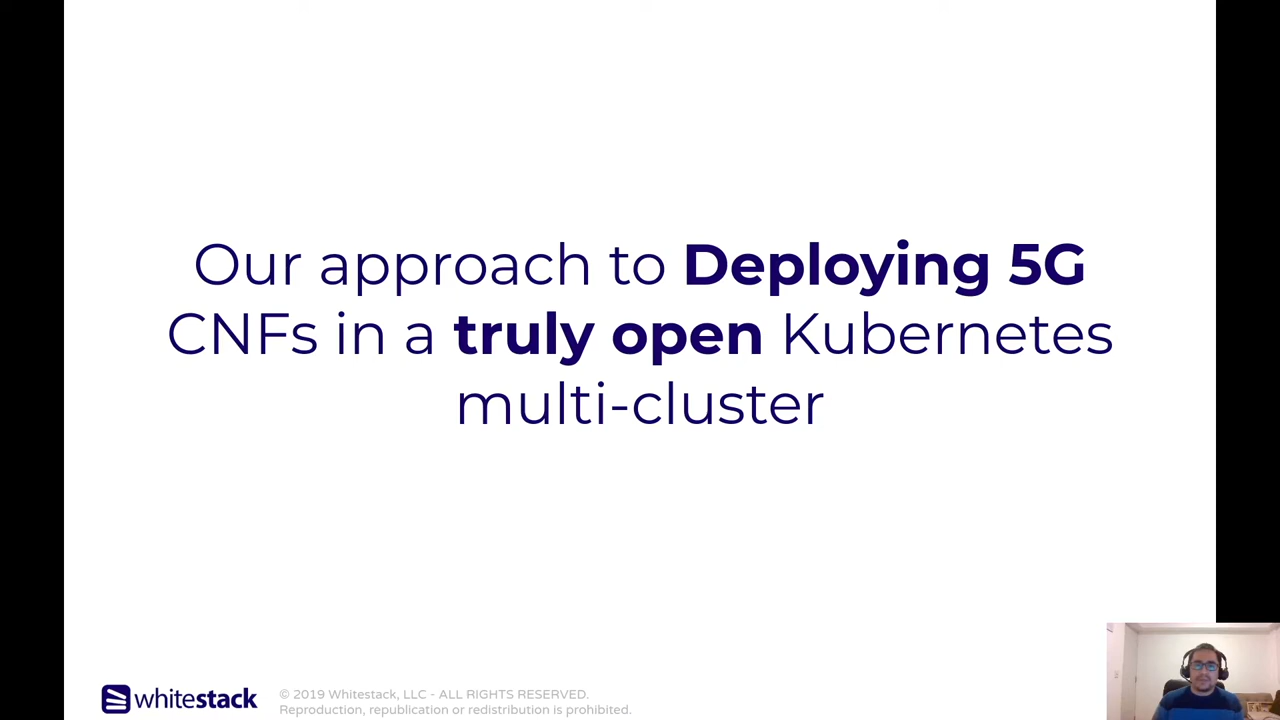 Our approach to Deploying 5G
CNFs in a truly open Kubernetes
multi-cluster
whitestack
© 2019 Whitestack, LLC - ALL RIGHTS RESERVED.
Reproduction, republication or redistribution is prohibited.